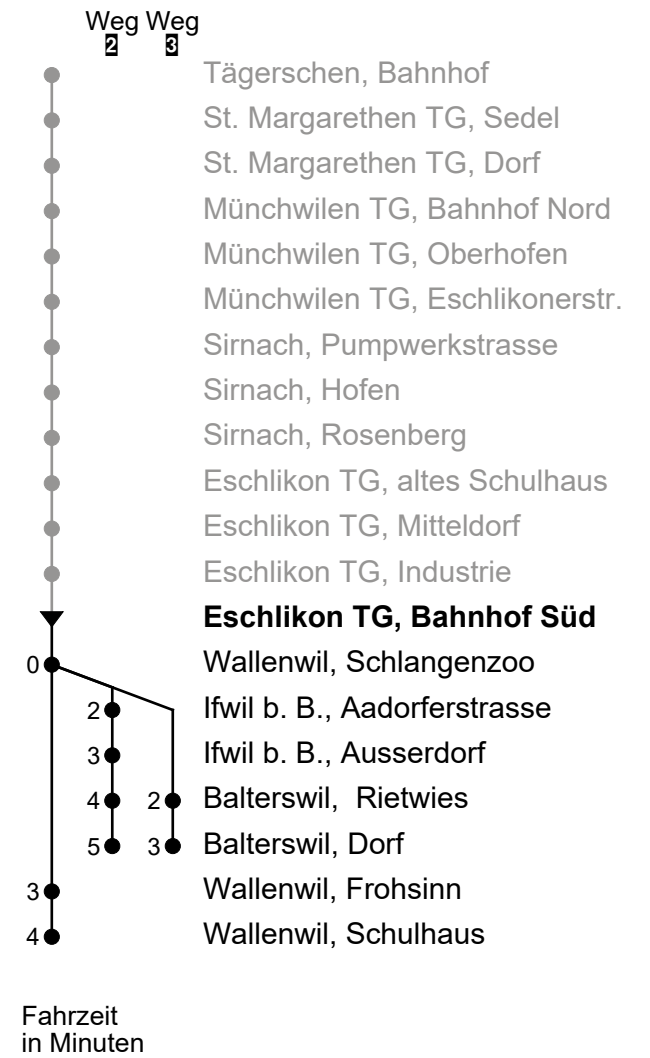 Weg Weg
2 3
Tägerschen, Bahnhof
St. Margarethen TG, Sedel
St. Margarethen TG, Dorf
Münchwilen TG, Bahnhof Nord
Münchwilen TG, Oberhofen
Münchwilen TG, Eschlikonerstr.
Sirnach, Pumpwerkstrasse
Sirnach, Hofen
Sirnach, Rosenberg
Eschlikon TG, altes Schulhaus
Eschlikon TG, Mitteldorf
Eschlikon TG, Industrie
Eschlikon TG, Bahnhof Süd
0 Wallenwil, Schlangenzoo
2 Ifwil b. B., Aadorferstrasse
3 Ifwil b. B., Ausserdorf
4 2 Balterswil, Rietwies
5 3 Balterswil, Dorf
3 Wallenwil, Frohsinn
4 Wallenwil, Schulhaus
Fahrzeit
in Minuten